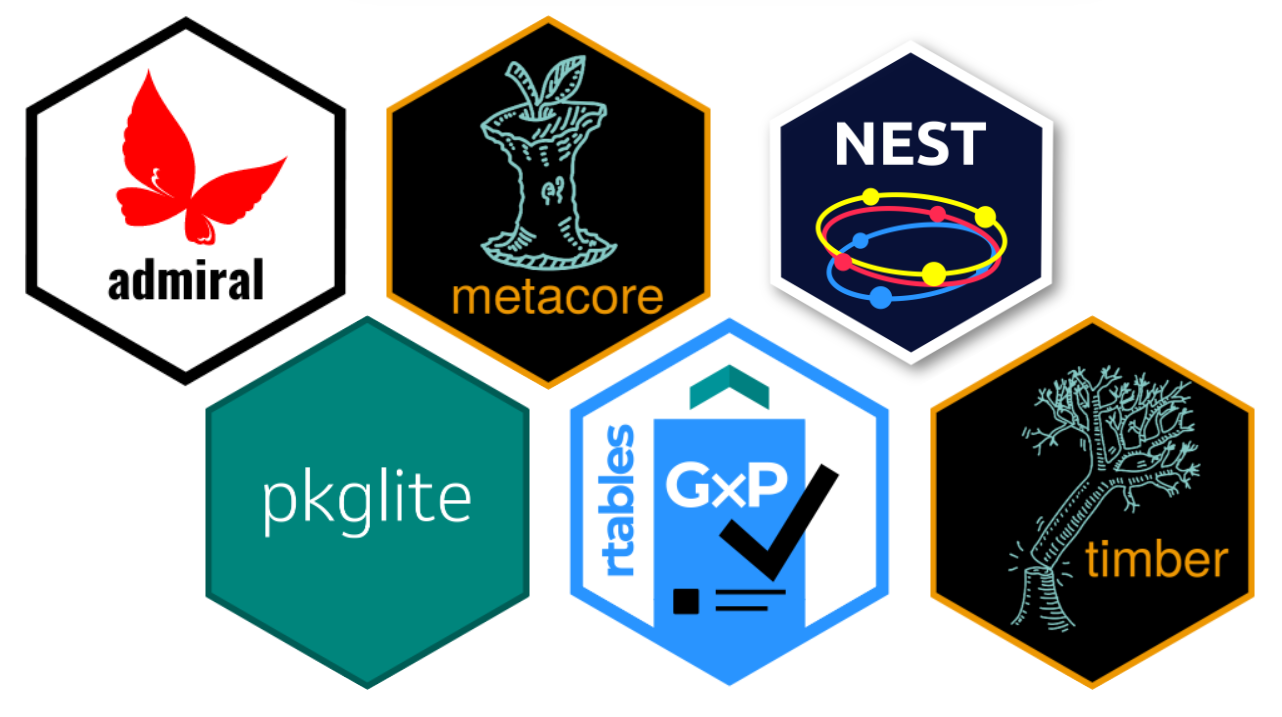 admiral
metacore
NEST
pkglite
rtables
GxP
timber